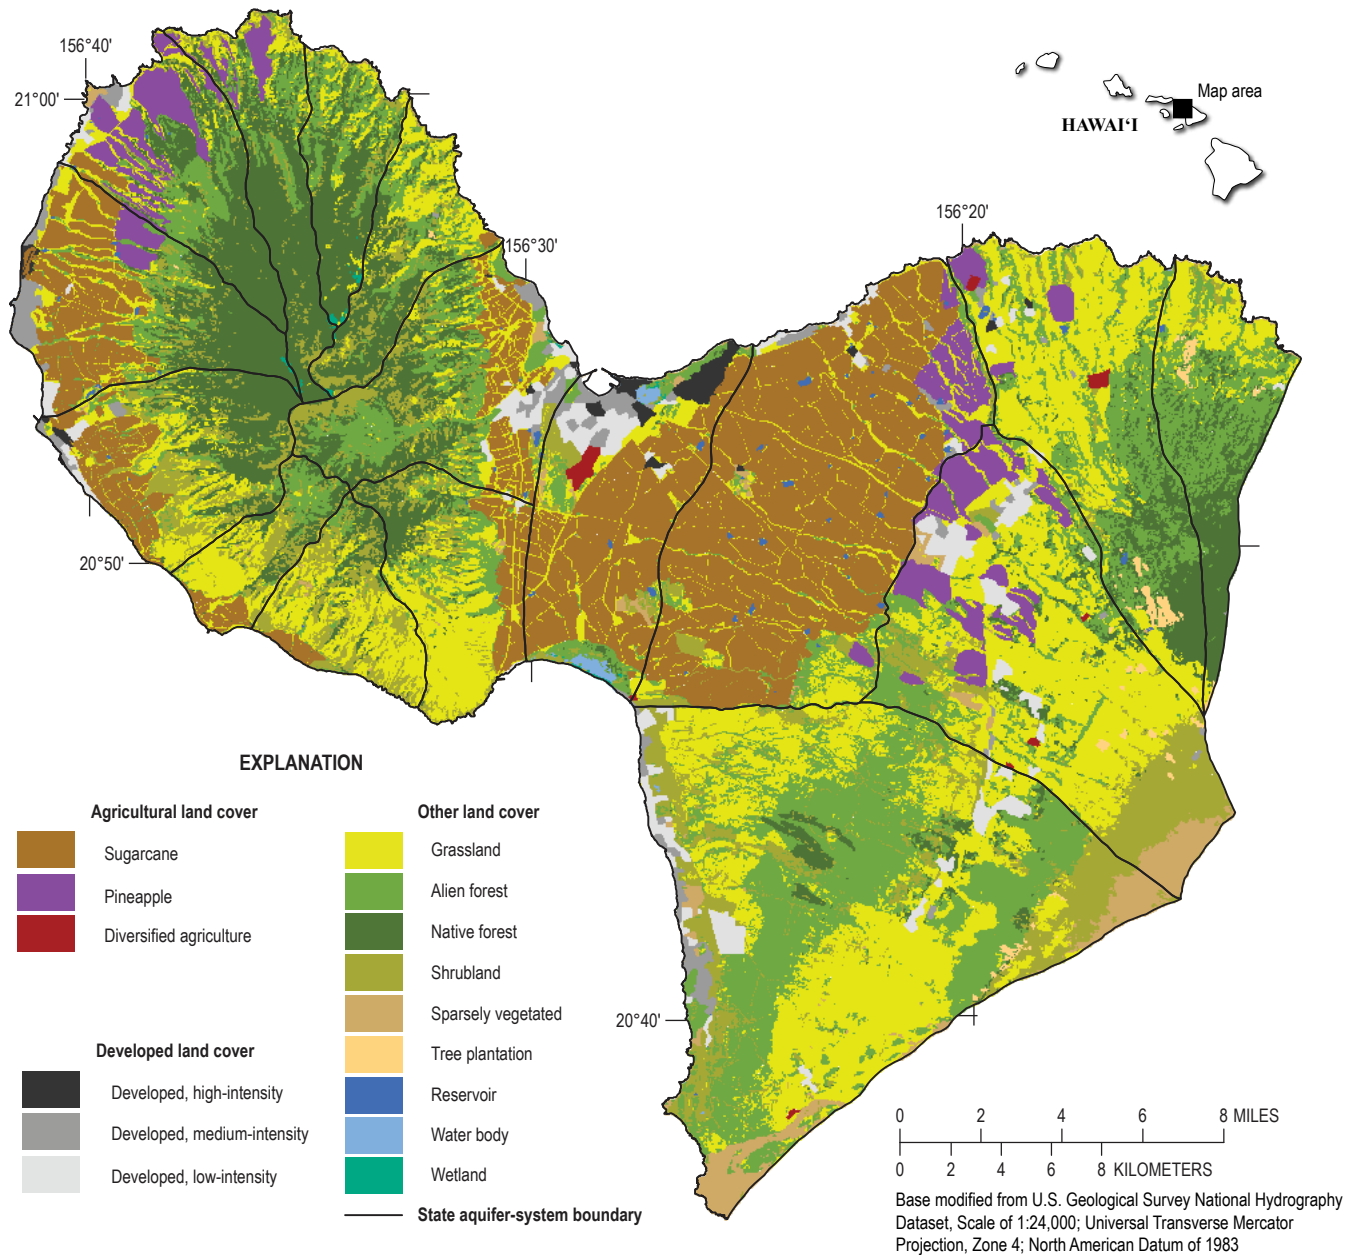 156°40'
21°00'
Map area
HAWAI‘I
156°20'
156°30'
20°50'
20°40'
EXPLANATION
Agricultural land cover
Sugarcane
Pineapple
Diversified agriculture
Developed land cover
Developed, high-intensity
Developed, medium-intensity
Developed, low-intensity
Other land cover
Grassland
Alien forest
Native forest
Shrubland
Sparsely vegetated
Tree plantation
Reservoir
Water body
Wetland
State aquifer-system boundary
0 2 4 6 8 MILES
0 2 4 6 8 KILOMETERS
Base modified from U.S. Geological Survey National Hydrography
Dataset, Scale of 1:24,000; Universal Transverse Mercator
Projection, Zone 4; North American Datum of 1983